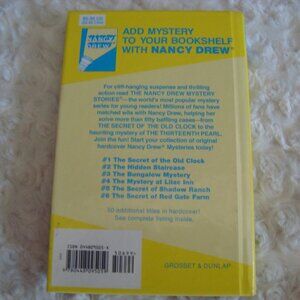 NANCY DREW
ADD MYSTERY
TO YOUR BOOKSHELF
WITH NANCY DREW®
For cliff-hanging suspense and thrilling
action read THE NANCY DREW MYSTERY
STORIES®—the world's most popular mystery
series for young readers! Millions of fans have
matched wits with Nancy Drew, helping her
solve more than fifty baffling cases—from
THE SECRET OF THE OLD CLOCK to the
haunting mystery of THE THIRTEENTH PEARL.
Join the fun! Start your collection of original
hardcover Nancy Drew® Mysteries today!
#1 The Secret of the Old Clock
#2 The Hidden Staircase
#3 The Bungalow Mystery
#4 The Mystery at Lilac Inn
#5 The Secret of Shadow Ranch
#6 The Secret of Red Gate Farm
50 additional titles in hardcover!
See complete listing inside.
GROSSET & DUNLAP